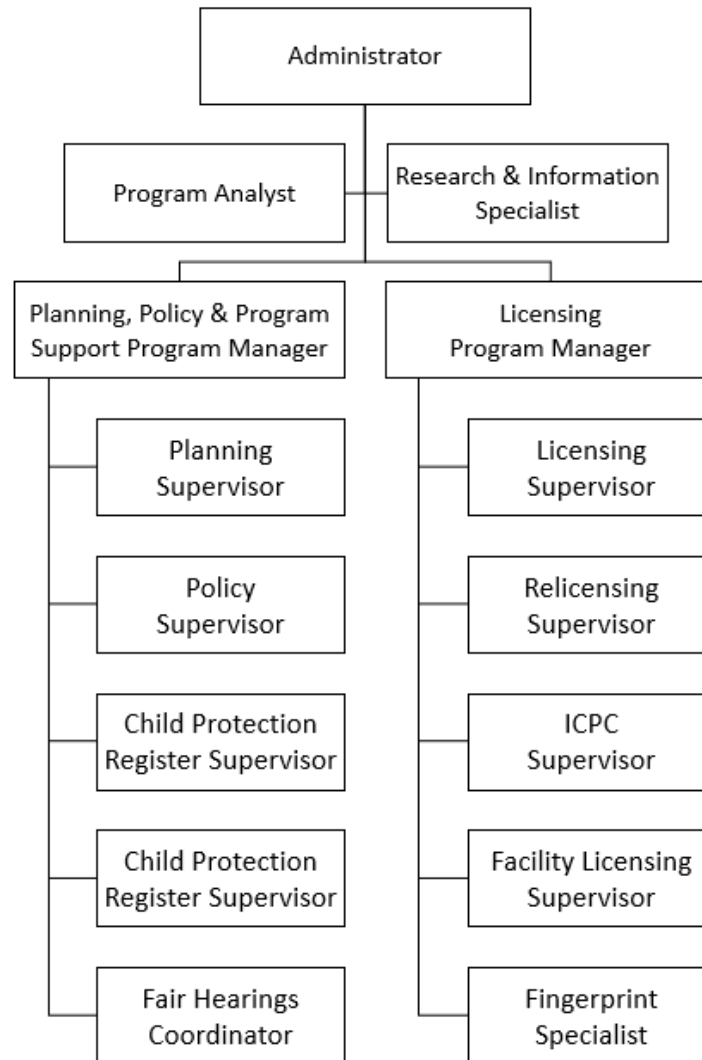 Administrator
Program Analyst
Research & Information
Specialist
Planning, Policy & Program
Support Program Manager
Licensing
Program Manager
Planning
Supervisor
Policy
Supervisor
Child Protection
Register Supervisor
Child Protection
Register Supervisor
Fair Hearings
Coordinator
Licensing
Supervisor
Relicensing
Supervisor
ICPC
Supervisor
Facility Licensing
Supervisor
Fingerprint
Specialist